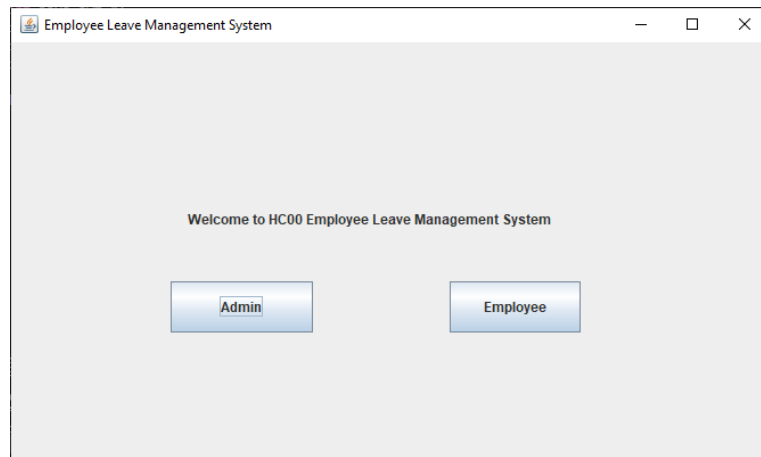 Employee Leave Management System
Welcome to HC00 Employee Leave Management System
Admin
Employee